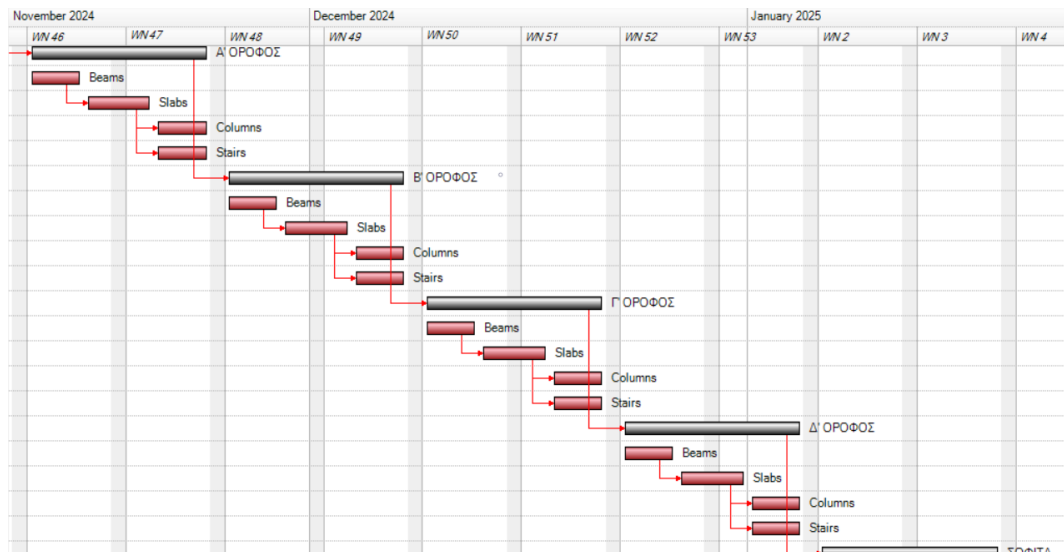 November 2024 December 2024 January 2025
WN 46 WN 47 WN 48 WN 49 WN 50 WN 51 WN 52 WN 53 WN 2 WN 3 WN 4
Α' ΟΡΟΦΟΣ
Beams
Slabs
Columns
Stairs
Β' ΟΡΟΦΟΣ
Beams
Slabs
Columns
Stairs
Γ' ΟΡΟΦΟΣ
Beams
Slabs
Columns
Stairs
Δ' ΟΡΟΦΟΣ
Beams
Slabs
Columns
Stairs
ΣΟΦΙΤΑ